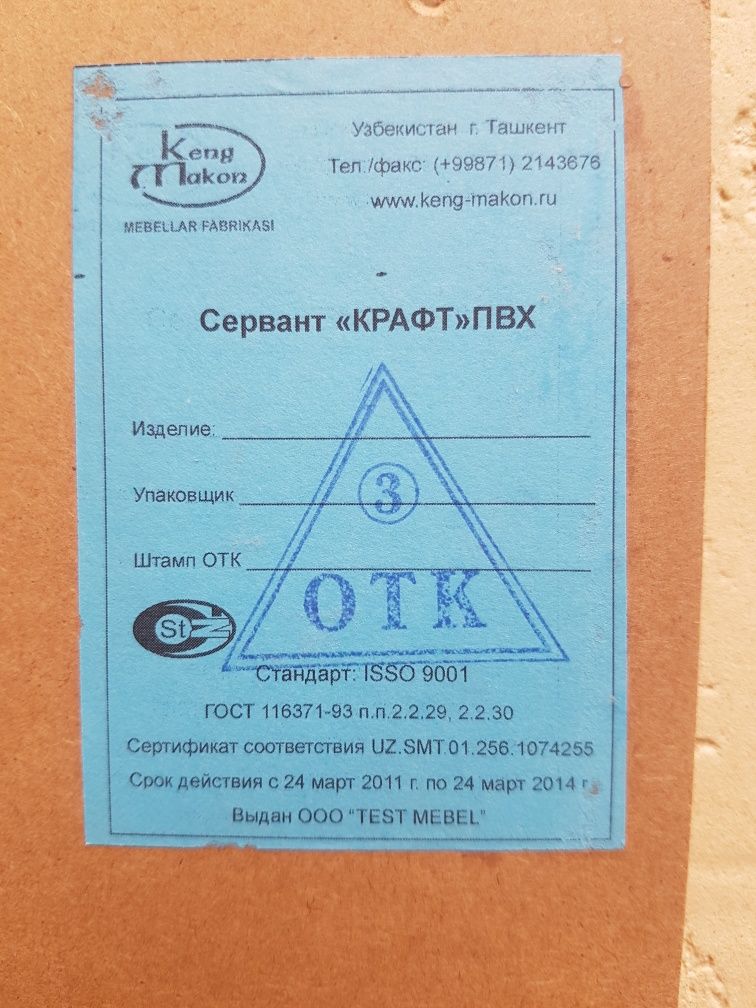 Keng
Makon
MEBELLAR FABRIKASI
Узбекистан г. Ташкент
Тел./факс: (+99871) 2143676
www.keng-makon.ru
Сервант «КРАФТ»ПВХ
Изделие:
3
Упаковщик
Штамп ОТК
ОТК
St
Стандарт: ISSO 9001
ГОСТ 116371-93 п.п.2.2.29, 2.2.30
Сертификат соответствия UZ.SMT.01.256.1074255
Срок действия с 24 март 2011 г. по 24 март 2014 г.
Выдан ООО "TEST MEBEL"